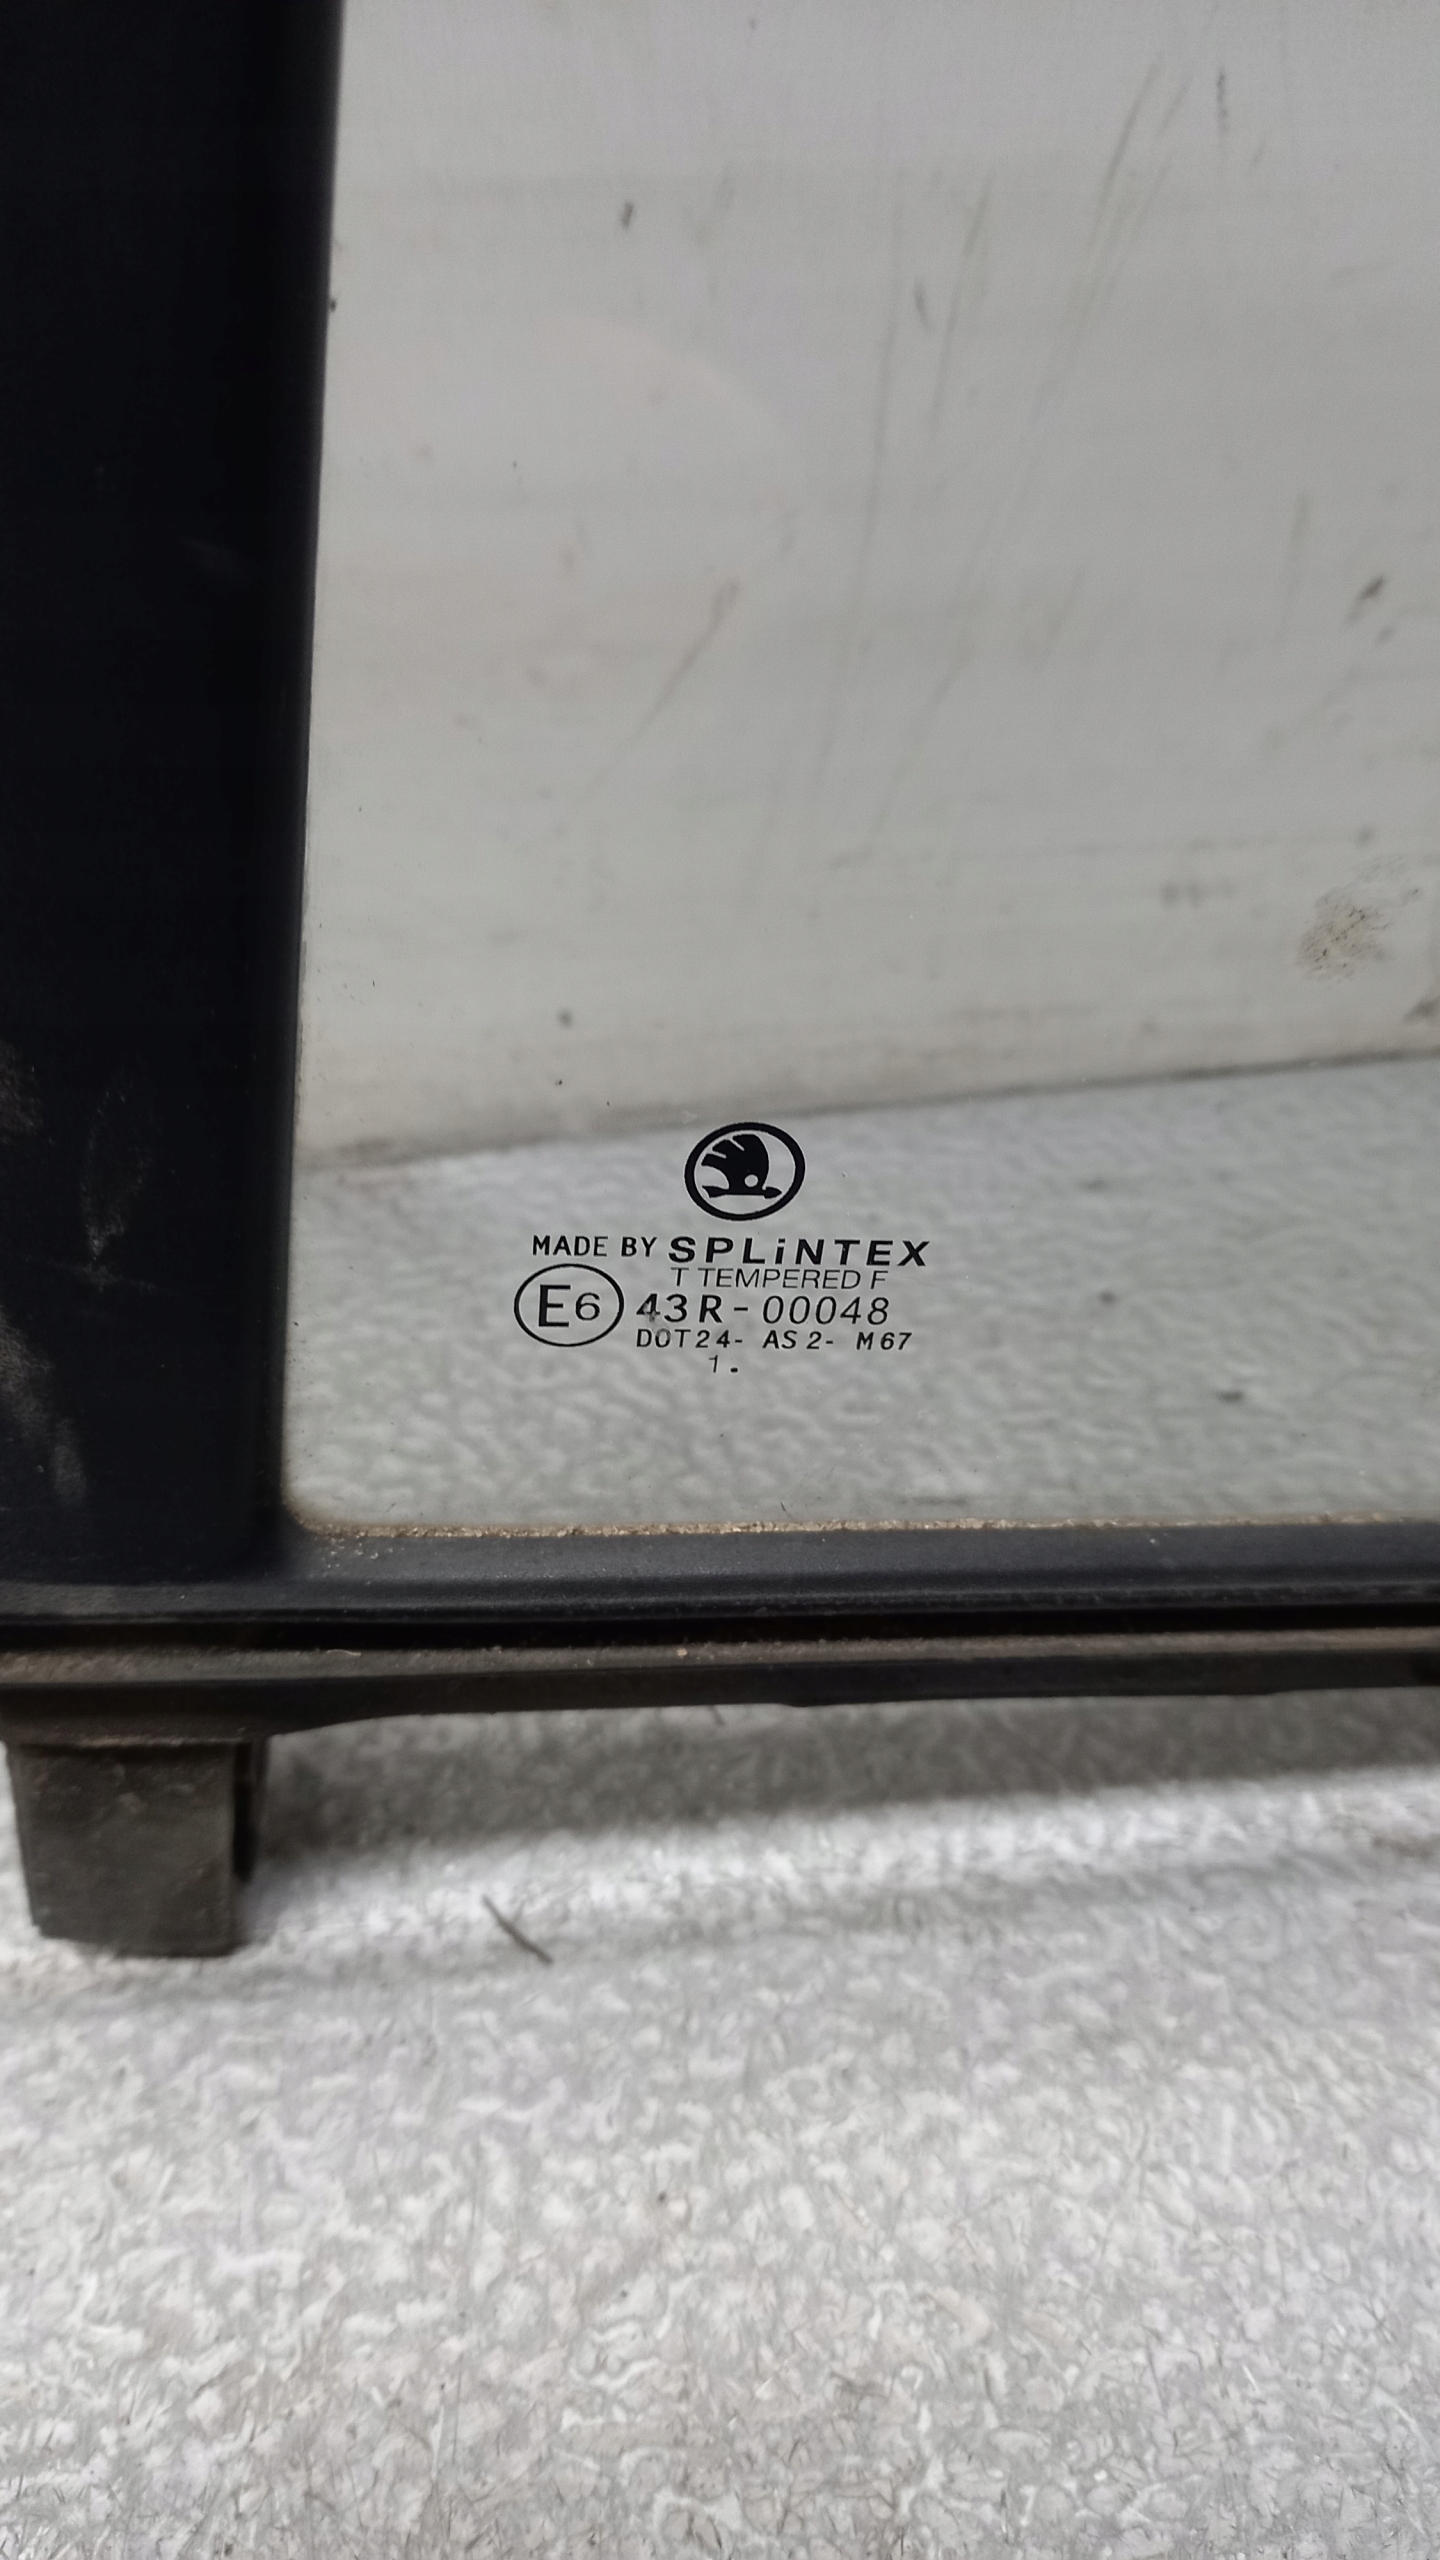 MADE BY SPLiNTEX
T TEMPERED F
E6 43R-00048
DOT24- AS2- M67
1.